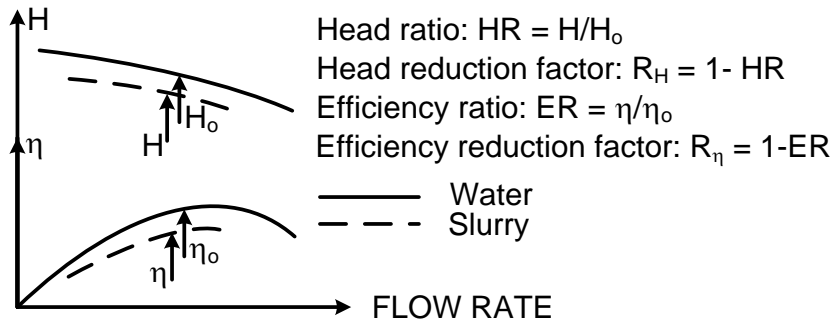 H
Head ratio: HR = H/Hₒ
Head reduction factor: R_H = 1- HR
Efficiency ratio: ER = η/ηₒ
Efficiency reduction factor: R_η = 1-ER
Hₒ
H
η
Water
Slurry
ηₒ
η
FLOW RATE